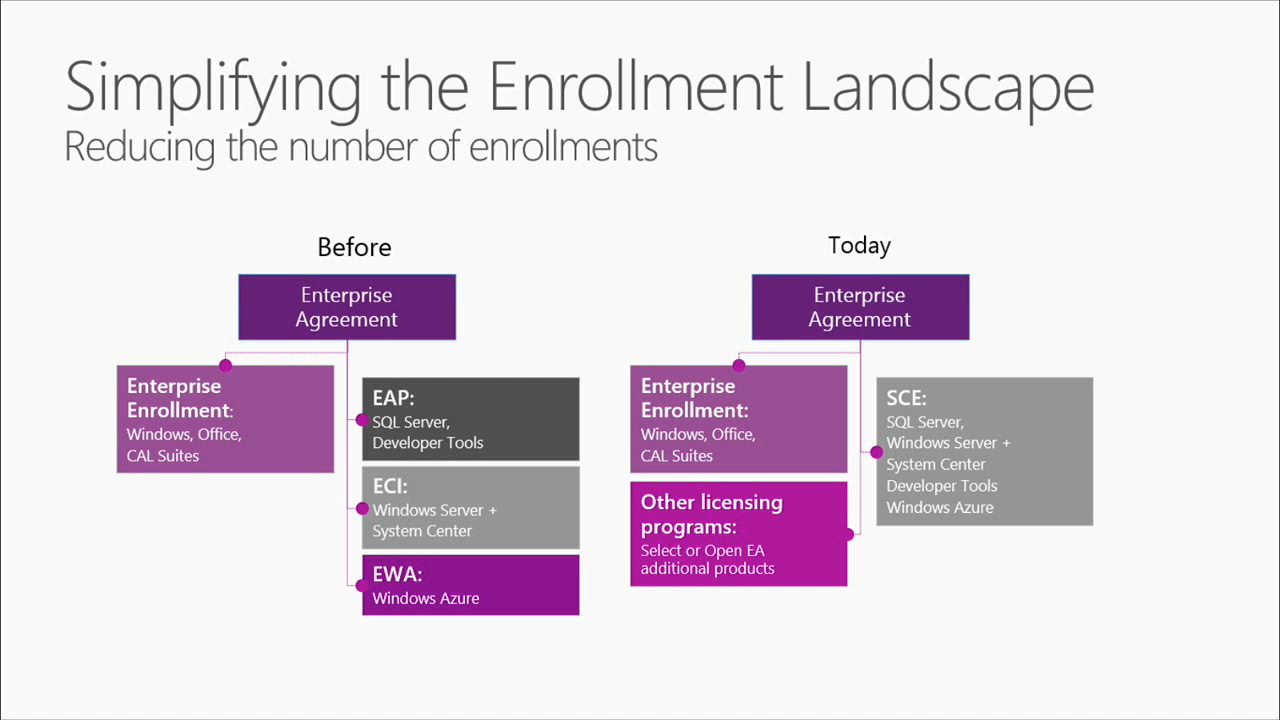 Simplifying the Enrollment Landscape
Reducing the number of enrollments
Before
Enterprise
Agreement
Enterprise
Enrollment:
Windows, Office,
CAL Suites
EAP:
SQL Server,
Developer Tools
ECI:
Windows Server +
System Center
EWA:
Windows Azure
Today
Enterprise
Agreement
Enterprise
Enrollment:
Windows, Office,
CAL Suites
Other licensing
programs:
Select or Open EA
additional products
SCE:
SQL Server,
Windows Server +
System Center
Developer Tools
Windows Azure